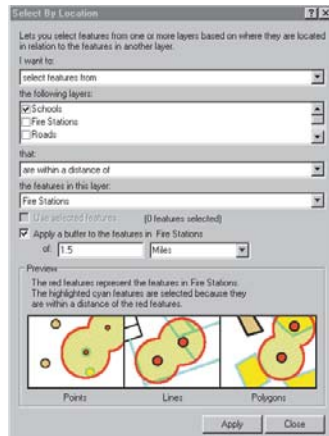 Select By Location
Lets you select features from one or more layers based on where they are located
in relation to the features in another layer.
I want to:
select features from
the following layers:
Schools
Fire Stations
Roads
that:
are within a distance of
the features in this layer:
Fire Stations
Use selected features (0 features selected)
Apply a buffer to the features in Fire Stations
of: 1.5 Miles
Preview
The red features represent the features in Fire Stations.
The highlighted cyan features are selected because they
are within a distance of the red features.
Points Lines Polygons
Apply Close